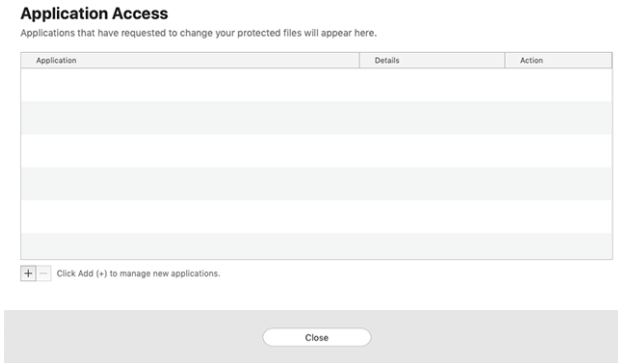 Application Access
Applications that have requested to change your protected files will appear here.
Application Details Action
+ − Click Add (+) to manage new applications.
Close